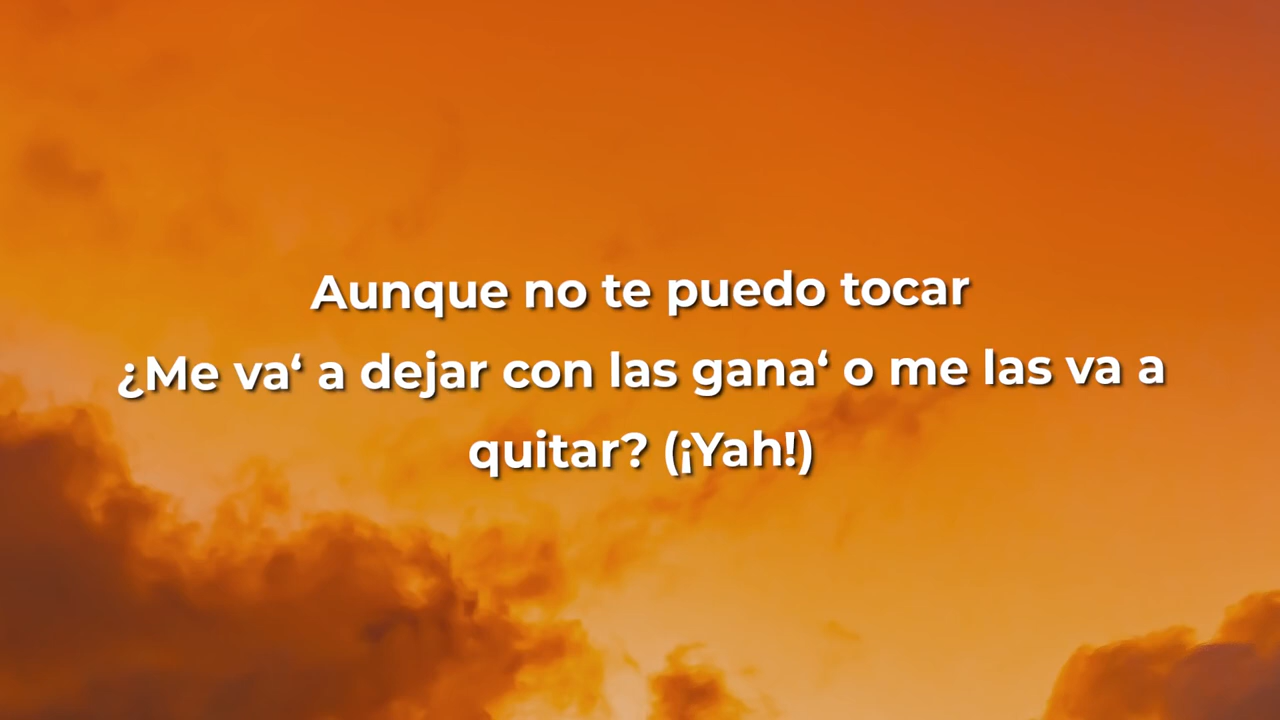 Aunque no te puedo tocar
¿Me va‘ a dejar con las gana‘ o me las va a
quitar? (¡Yah!)